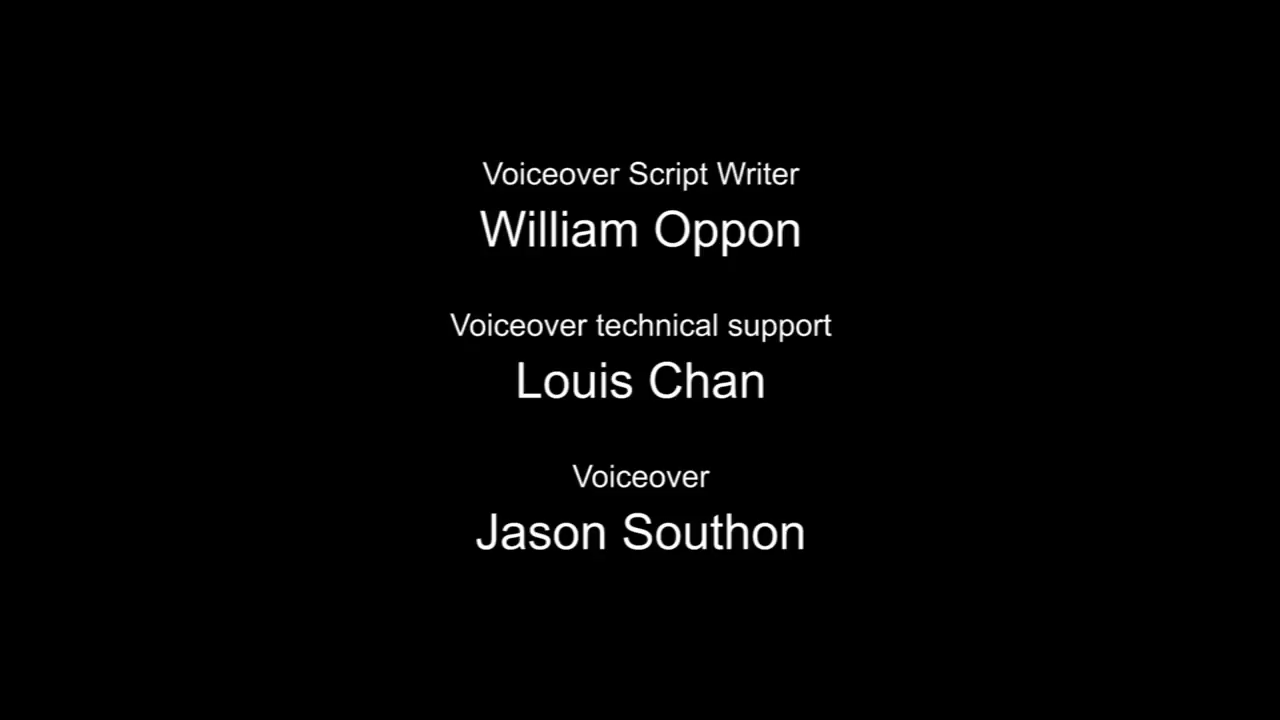 Voiceover Script Writer
William Oppon
Voiceover technical support
Louis Chan
Voiceover
Jason Southon